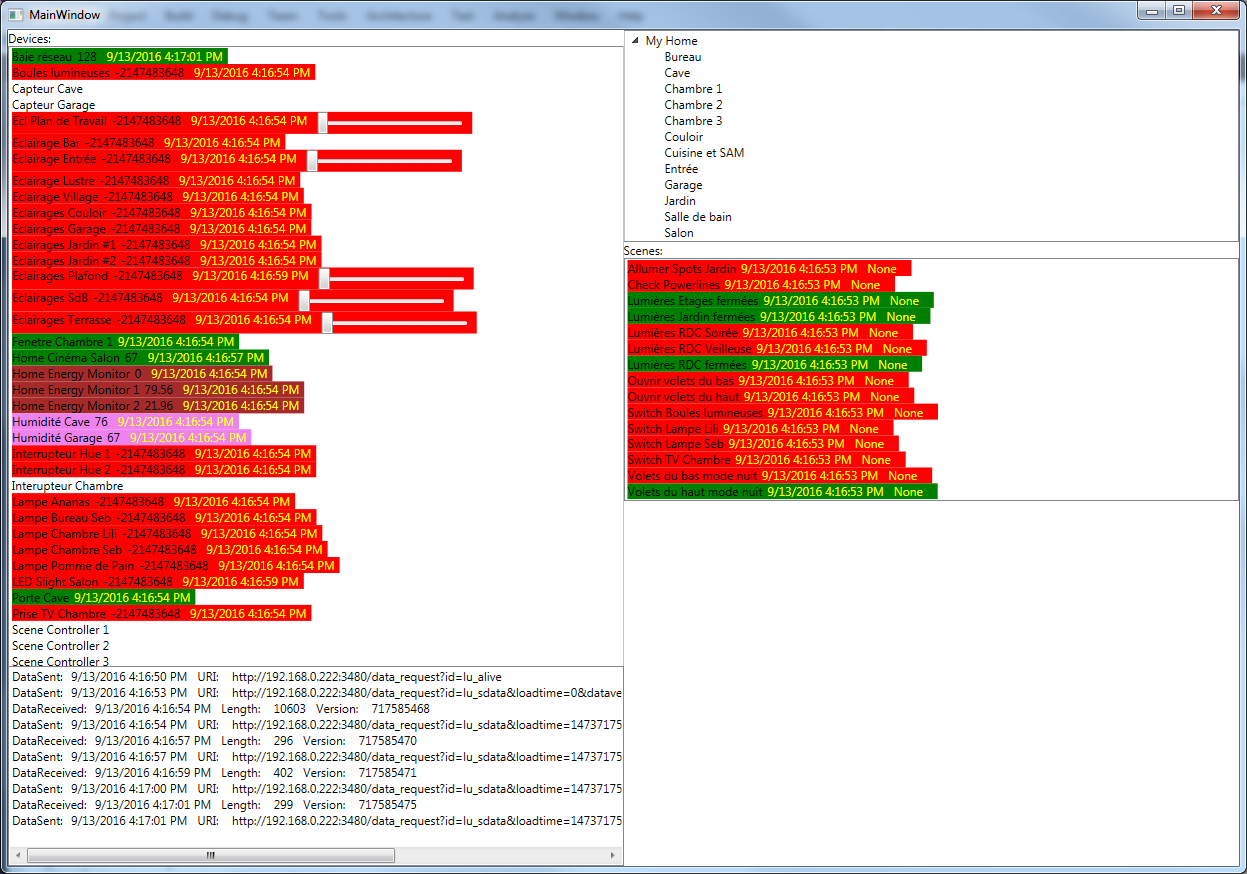 MainWindow
Project Build Debug Team Tools Architecture Test Analyze Window Help
Devices:
Baie réseau 128 9/13/2016 4:17:01 PM
Boules lumineuses -2147483648 9/13/2016 4:16:54 PM
Capteur Cave
Capteur Garage
Ecl Plan de Travail -2147483648 9/13/2016 4:16:54 PM
Eclairage Bar -2147483648 9/13/2016 4:16:54 PM
Eclairage Entrée -2147483648 9/13/2016 4:16:54 PM
Eclairage Lustre -2147483648 9/13/2016 4:16:54 PM
Eclairage Village -2147483648 9/13/2016 4:16:54 PM
Eclairages Couloir -2147483648 9/13/2016 4:16:54 PM
Eclairages Garage -2147483648 9/13/2016 4:16:54 PM
Eclairages Jardin #1 -2147483648 9/13/2016 4:16:54 PM
Eclairages Jardin #2 -2147483648 9/13/2016 4:16:54 PM
Eclairages Plafond -2147483648 9/13/2016 4:16:59 PM
Eclairages SdB -2147483648 9/13/2016 4:16:54 PM
Eclairages Terrasse -2147483648 9/13/2016 4:16:54 PM
Fenetre Chambre 1 9/13/2016 4:16:54 PM
Home Cinéma Salon 67 9/13/2016 4:16:57 PM
Home Energy Monitor 0 9/13/2016 4:16:54 PM
Home Energy Monitor 1 79.56 9/13/2016 4:16:54 PM
Home Energy Monitor 2 21.96 9/13/2016 4:16:54 PM
Humidité Cave 76 9/13/2016 4:16:54 PM
Humidité Garage 67 9/13/2016 4:16:54 PM
Interrupteur Hue 1 -2147483648 9/13/2016 4:16:54 PM
Interrupteur Hue 2 -2147483648 9/13/2016 4:16:54 PM
Interupteur Chambre
Lampe Ananas -2147483648 9/13/2016 4:16:54 PM
Lampe Bureau Seb -2147483648 9/13/2016 4:16:54 PM
Lampe Chambre Lili -2147483648 9/13/2016 4:16:54 PM
Lampe Chambre Seb -2147483648 9/13/2016 4:16:54 PM
Lampe Pomme de Pain -2147483648 9/13/2016 4:16:54 PM
LED Slight Salon -2147483648 9/13/2016 4:16:59 PM
Porte Cave 9/13/2016 4:16:54 PM
Prise TV Chambre -2147483648 9/13/2016 4:16:54 PM
Scene Controller 1
Scene Controller 2
Scene Controller 3
DataSent: 9/13/2016 4:16:50 PM URI: http://192.168.0.222:3480/data_request?id=lu_alive
DataSent: 9/13/2016 4:16:53 PM URI: http://192.168.0.222:3480/data_request?id=lu_sdata&loadtime=0&datave
DataReceived: 9/13/2016 4:16:54 PM Length: 10603 Version: 717585468
DataSent: 9/13/2016 4:16:54 PM URI: http://192.168.0.222:3480/data_request?id=lu_sdata&loadtime=14737175
DataReceived: 9/13/2016 4:16:57 PM Length: 296 Version: 717585470
DataSent: 9/13/2016 4:16:57 PM URI: http://192.168.0.222:3480/data_request?id=lu_sdata&loadtime=14737175
DataReceived: 9/13/2016 4:16:59 PM Length: 402 Version: 717585471
DataSent: 9/13/2016 4:17:00 PM URI: http://192.168.0.222:3480/data_request?id=lu_sdata&loadtime=14737175
DataReceived: 9/13/2016 4:17:01 PM Length: 299 Version: 717585475
DataSent: 9/13/2016 4:17:01 PM URI: http://192.168.0.222:3480/data_request?id=lu_sdata&loadtime=14737175
My Home
Bureau
Cave
Chambre 1
Chambre 2
Chambre 3
Couloir
Cuisine et SAM
Entrée
Garage
Jardin
Salle de bain
Salon
Scenes:
Allumer Spots Jardin 9/13/2016 4:16:53 PM None
Check Powerlines 9/13/2016 4:16:53 PM None
Lumières Etages fermées 9/13/2016 4:16:53 PM None
Lumières Jardin fermées 9/13/2016 4:16:53 PM None
Lumières RDC Soirée 9/13/2016 4:16:53 PM None
Lumières RDC Veilleuse 9/13/2016 4:16:53 PM None
Lumières RDC fermées 9/13/2016 4:16:53 PM None
Ouvrir volets du bas 9/13/2016 4:16:53 PM None
Ouvrir volets du haut 9/13/2016 4:16:53 PM None
Switch Boules lumineuses 9/13/2016 4:16:53 PM None
Switch Lampe Lili 9/13/2016 4:16:53 PM None
Switch Lampe Seb 9/13/2016 4:16:53 PM None
Switch TV Chambre 9/13/2016 4:16:53 PM None
Volets du bas mode nuit 9/13/2016 4:16:53 PM None
Volets du haut mode nuit 9/13/2016 4:16:53 PM None